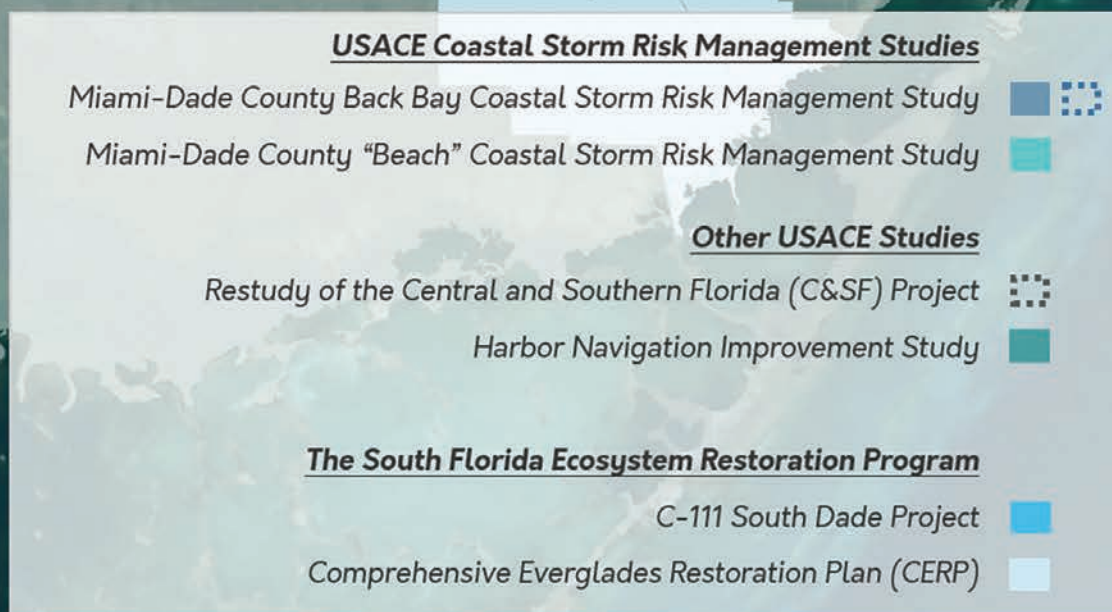 USACE Coastal Storm Risk Management Studies
Miami-Dade County Back Bay Coastal Storm Risk Management Study
Miami-Dade County “Beach” Coastal Storm Risk Management Study
Other USACE Studies
Restudy of the Central and Southern Florida (C&SF) Project
Harbor Navigation Improvement Study
The South Florida Ecosystem Restoration Program
C-111 South Dade Project
Comprehensive Everglades Restoration Plan (CERP)